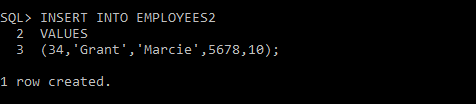 SQL> INSERT INTO EMPLOYEES2
2 VALUES
3 (34,'Grant','Marcie',5678,10);
1 row created.